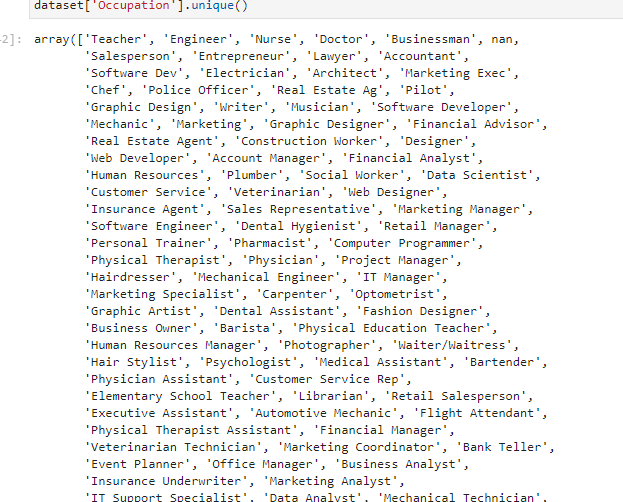 dataset['Occupation'].unique()
2]: array(['Teacher', 'Engineer', 'Nurse', 'Doctor', 'Businessman', nan,
'Salesperson', 'Entrepreneur', 'Lawyer', 'Accountant',
'Software Dev', 'Electrician', 'Architect', 'Marketing Exec',
'Chef', 'Police Officer', 'Real Estate Ag', 'Pilot',
'Graphic Design', 'Writer', 'Musician', 'Software Developer',
'Mechanic', 'Marketing', 'Graphic Designer', 'Financial Advisor',
'Real Estate Agent', 'Construction Worker', 'Designer',
'Web Developer', 'Account Manager', 'Financial Analyst',
'Human Resources', 'Plumber', 'Social Worker', 'Data Scientist',
'Customer Service', 'Veterinarian', 'Web Designer',
'Insurance Agent', 'Sales Representative', 'Marketing Manager',
'Software Engineer', 'Dental Hygienist', 'Retail Manager',
'Personal Trainer', 'Pharmacist', 'Computer Programmer',
'Physical Therapist', 'Physician', 'Project Manager',
'Hairdresser', 'Mechanical Engineer', 'IT Manager',
'Marketing Specialist', 'Carpenter', 'Optometrist',
'Graphic Artist', 'Dental Assistant', 'Fashion Designer',
'Business Owner', 'Barista', 'Physical Education Teacher',
'Human Resources Manager', 'Photographer', 'Waiter/Waitress',
'Hair Stylist', 'Psychologist', 'Medical Assistant', 'Bartender',
'Physician Assistant', 'Customer Service Rep',
'Elementary School Teacher', 'Librarian', 'Retail Salesperson',
'Executive Assistant', 'Automotive Mechanic', 'Flight Attendant',
'Physical Therapist Assistant', 'Financial Manager',
'Veterinarian Technician', 'Marketing Coordinator', 'Bank Teller',
'Event Planner', 'Office Manager', 'Business Analyst',
'Insurance Underwriter', 'Marketing Analyst',
'IT Support Specialist', 'Data Analyst', 'Mechanical Technician',